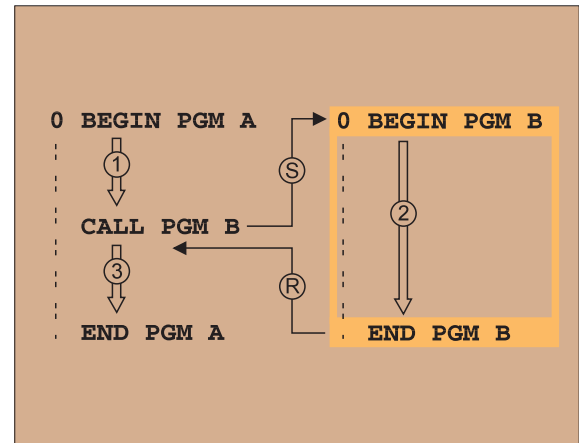 0 BEGIN PGM A
1
S
CALL PGM B
3
R
END PGM A
0 BEGIN PGM B
2
END PGM B